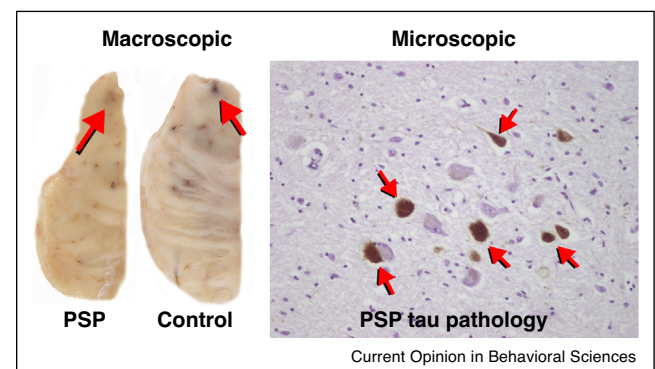 Macroscopic
Microscopic
PSP
Control
PSP tau pathology
Current Opinion in Behavioral Sciences